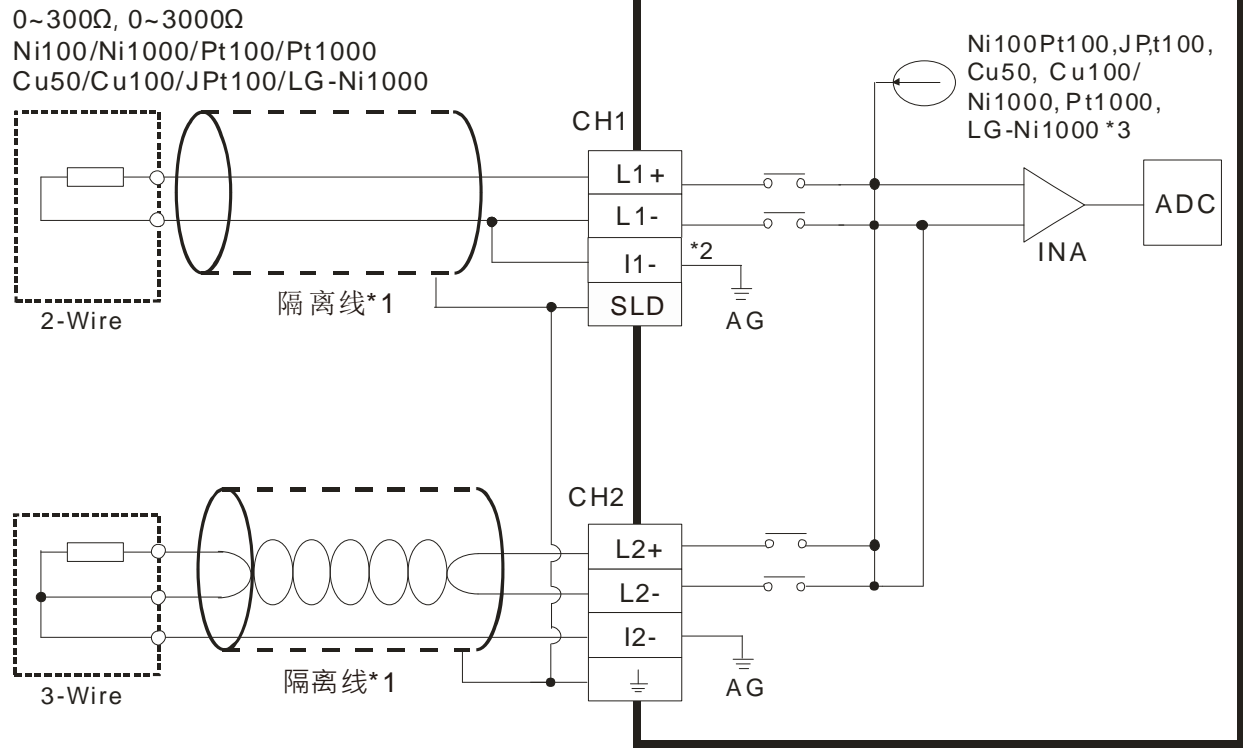 0~300Ω, 0~3000Ω
Ni100/Ni1000/Pt100/Pt1000
Cu50/Cu100/JPt100/LG-Ni1000
Ni100Pt100,JP,t100,
Cu50, Cu100/
Ni1000, Pt1000,
LG-Ni1000 *3
CH1
L1+
L1-
I1-
*2
SLD
AG
INA
ADC
隔离线*1
2-Wire
CH2
L2+
L2-
I2-
AG
隔离线*1
3-Wire